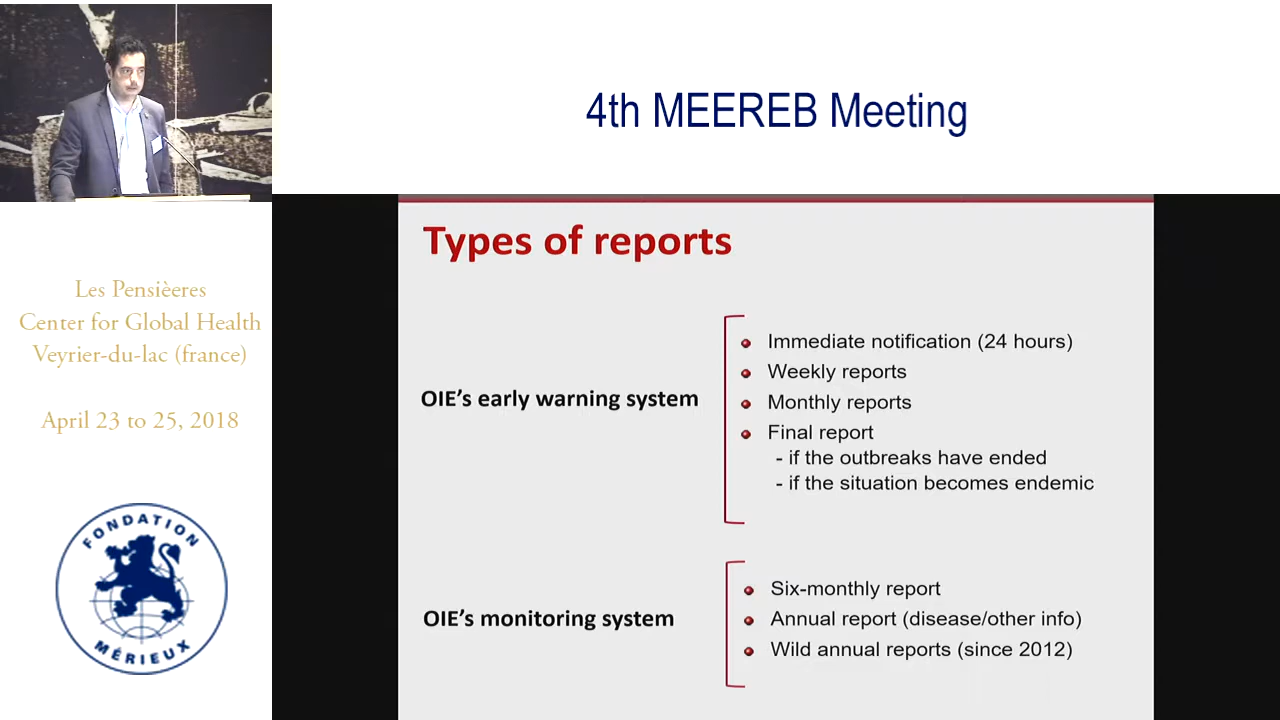 4th MEEREB Meeting
Types of reports
OIE's early warning system
Immediate notification (24 hours)
Weekly reports
Monthly reports
Final report
- if the outbreaks have ended
- if the situation becomes endemic
OIE's monitoring system
Six-monthly report
Annual report (disease/other info)
Wild annual reports (since 2012)
Les Pensièeres
Center for Global Health
Veyrier-du-lac (france)
April 23 to 25, 2018
FONDATION
MÉRIEUX